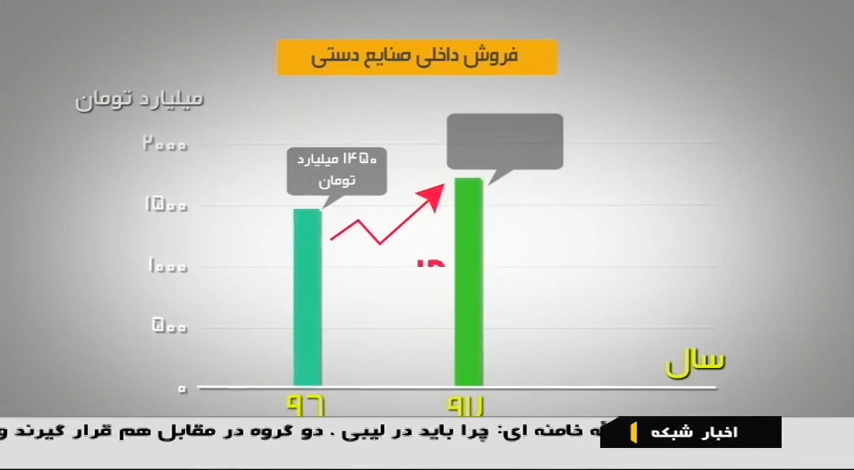 فروش داخلی صنایع دستی
میلیارد تومان
۲۰۰۰
۱۵۰۰
۱۰۰۰
۵۰۰
۰
۱۴۵۰ میلیارد
تومان
سال
۹۶
۹۷
اخبار شبکه
خامنه ای: چرا باید در لیبی . دو گروه در مقابل هم قرار گیرند و